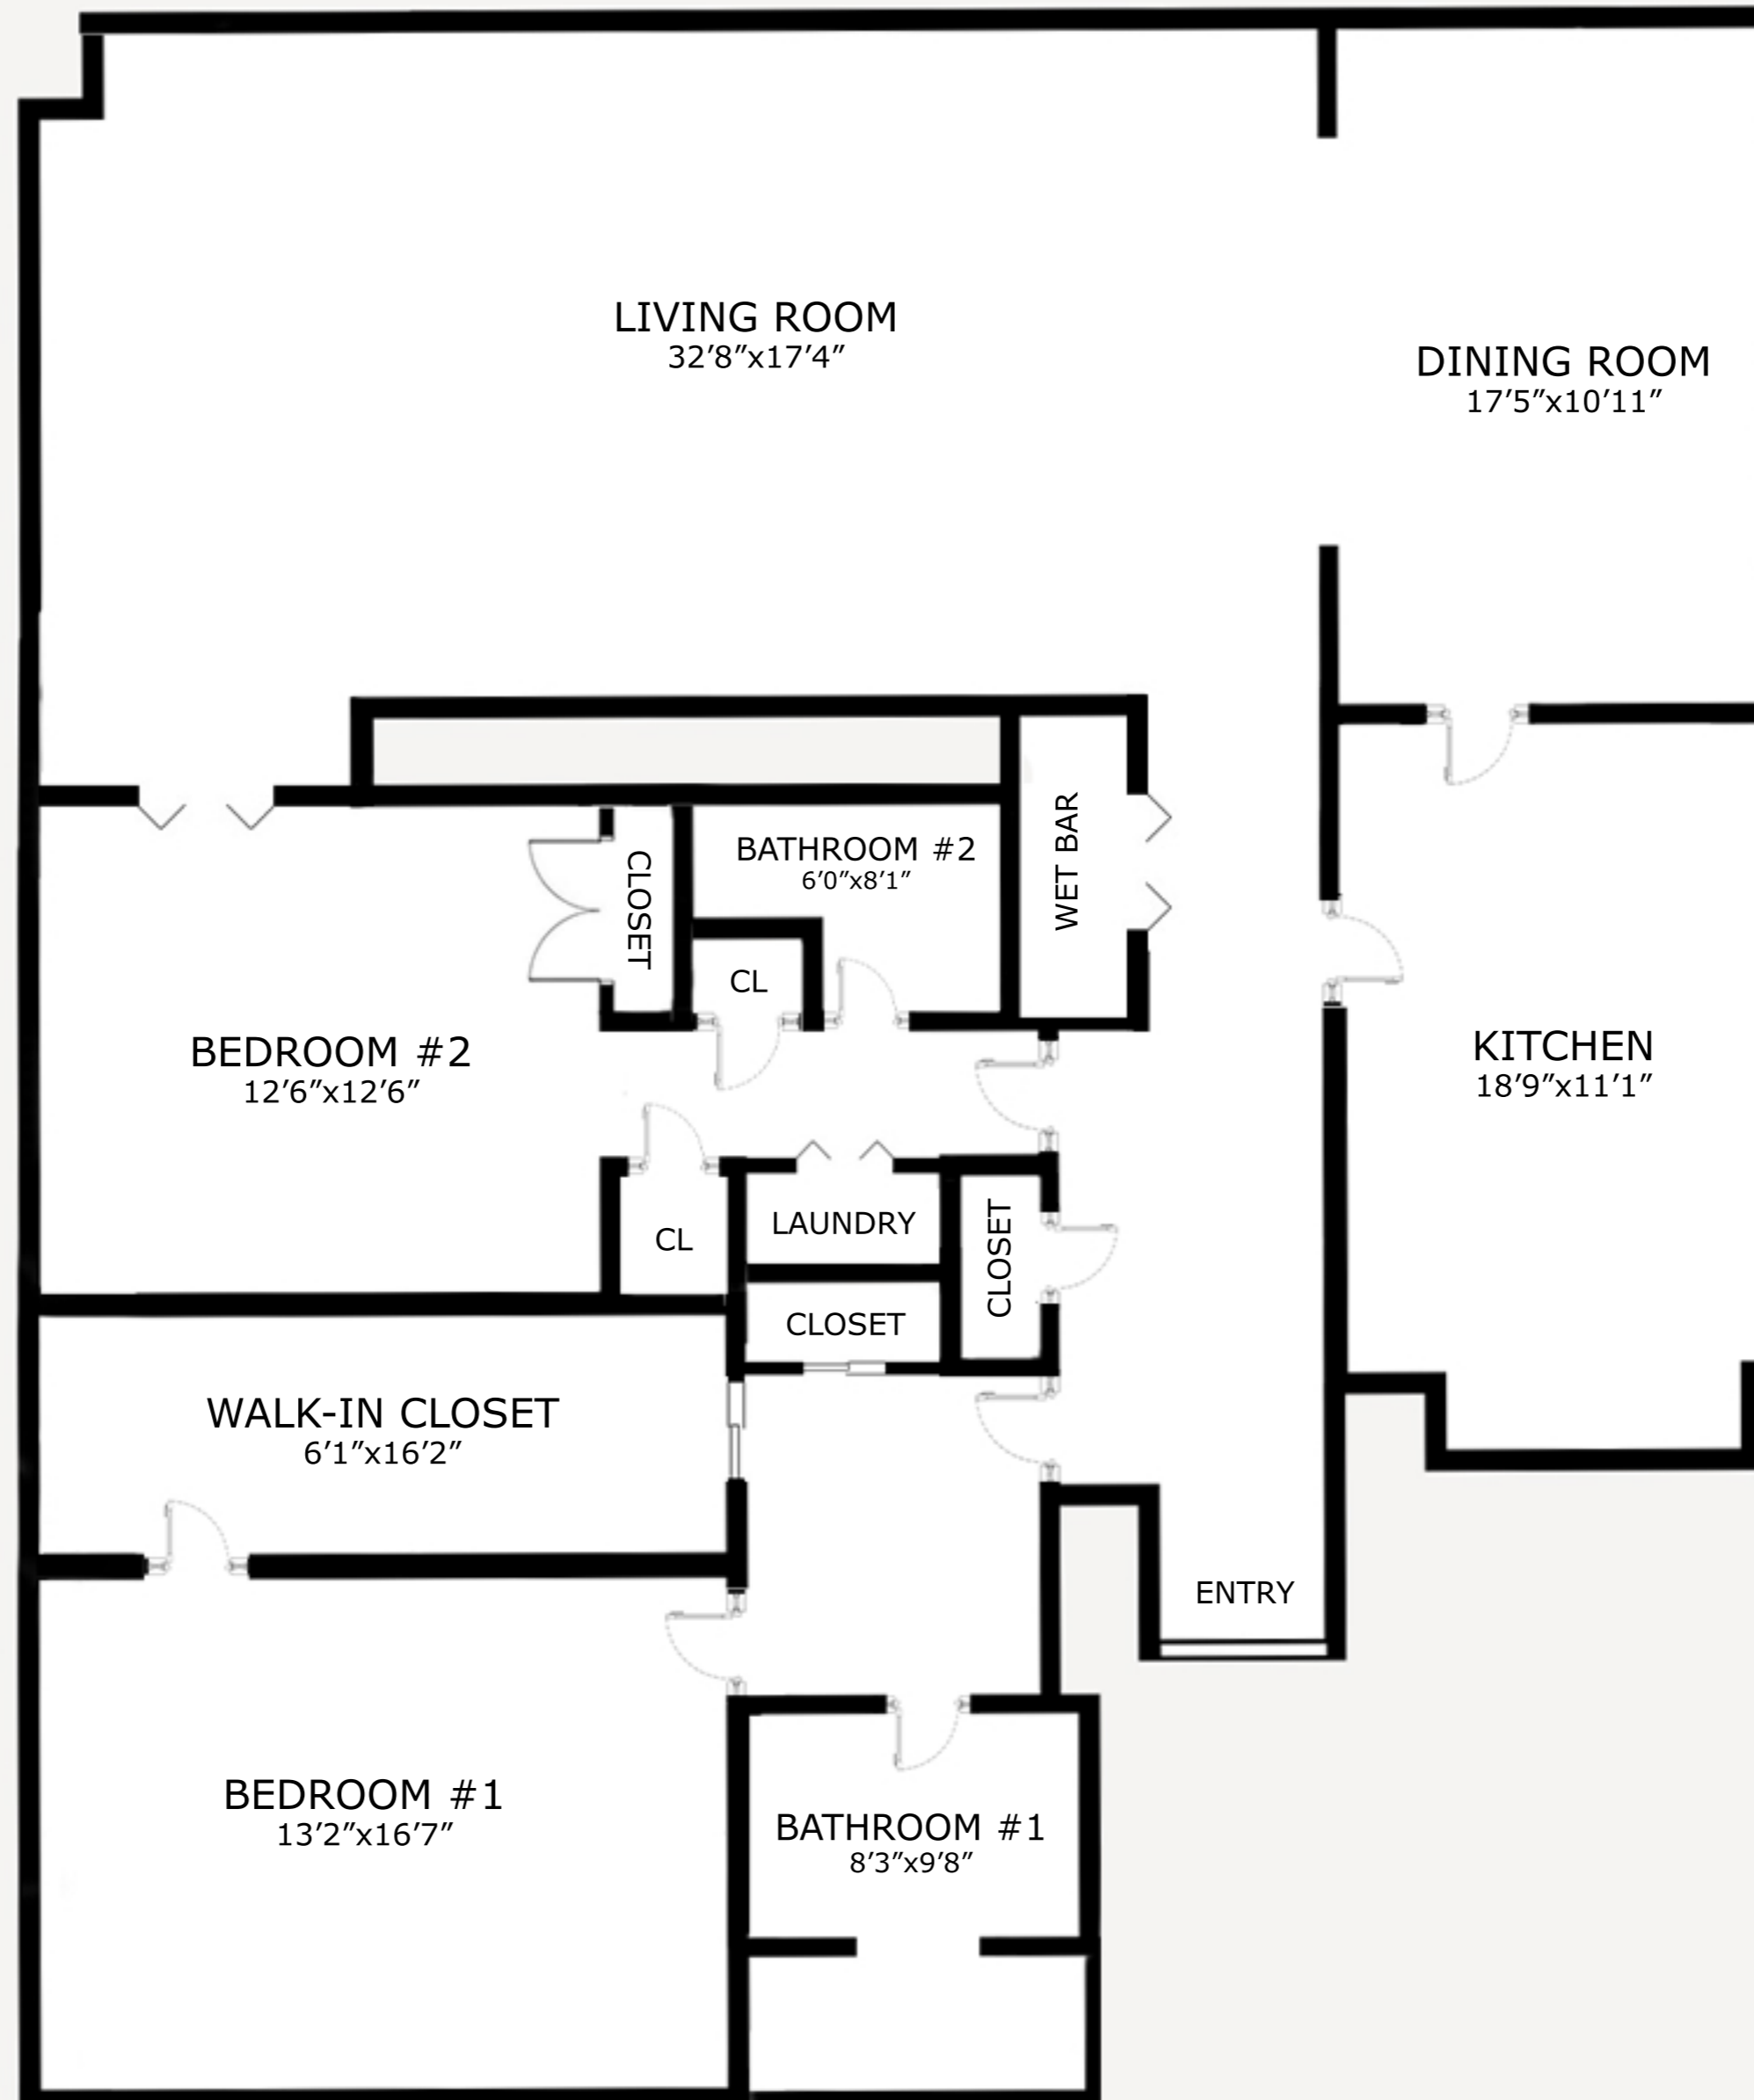 LIVING ROOM
32'8"x17'4"
DINING ROOM
17'5"x10'11"
BATHROOM #2
6'0"x8'1"
WET BAR
CLOSET
CL
BEDROOM #2
12'6"x12'6"
KITCHEN
18'9"x11'1"
LAUNDRY
CL
CLOSET
CLOSET
WALK-IN CLOSET
6'1"x16'2"
ENTRY
BEDROOM #1
13'2"x16'7"
BATHROOM #1
8'3"x9'8"